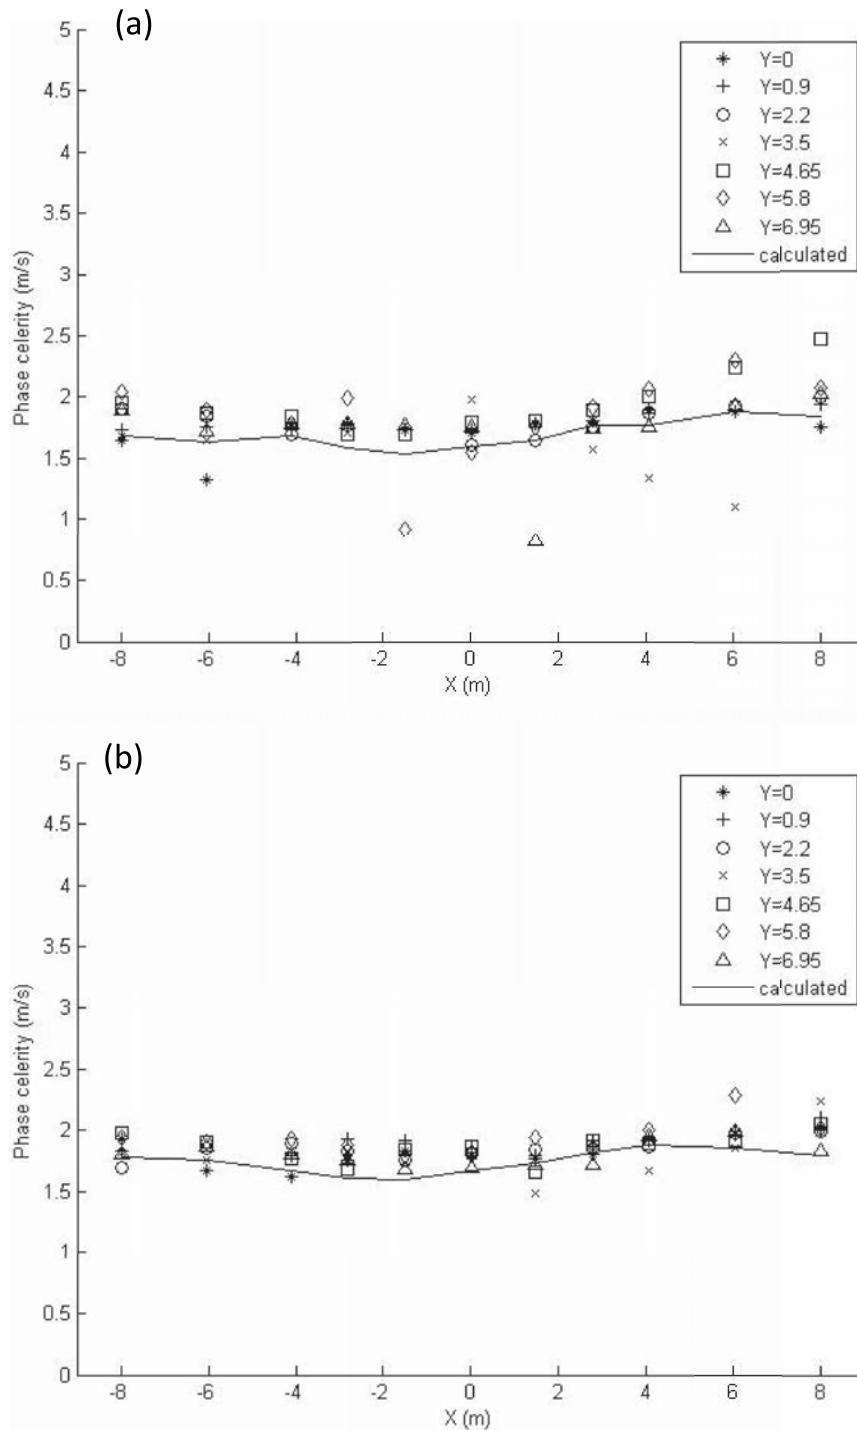 (a)
5
4.5
4
3.5
3
2.5
2
1.5
1
0.5
0
Phase celerity (m/s)
-8 -6 -4 -2 0 2 4 6 8
X (m)
Y=0
Y=0.9
Y=2.2
Y=3.5
Y=4.65
Y=5.8
Y=6.95
calculated
(b)
5
4.5
4
3.5
3
2.5
2
1.5
1
0.5
0
Phase celerity (m/s)
-8 -6 -4 -2 0 2 4 6 8
X (m)
Y=0
Y=0.9
Y=2.2
Y=3.5
Y=4.65
Y=5.8
Y=6.95
calculated